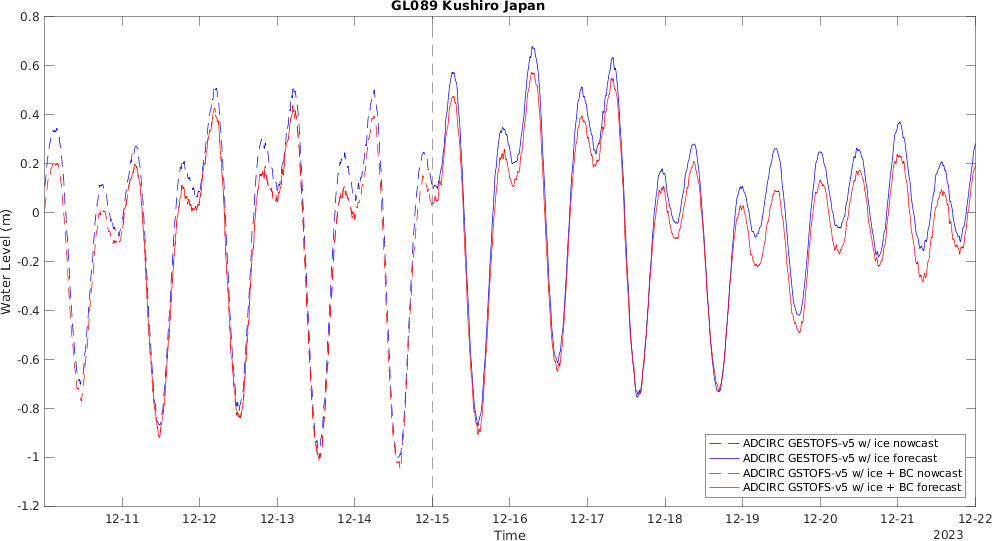 GL089 Kushiro Japan
0.8
0.6
0.4
0.2
0
-0.2
-0.4
-0.6
-0.8
-1
-1.2
Water Level (m)
ADCIRC GESTOFS-v5 w/ ice nowcast
ADCIRC GESTOFS-v5 w/ ice forecast
ADCIRC GSTOFS-v5 w/ ice + BC nowcast
ADCIRC GSTOFS-v5 w/ ice + BC forecast
12-11 12-12 12-13 12-14 12-15 12-16 12-17 12-18 12-19 12-20 12-21 12-22
Time
2023